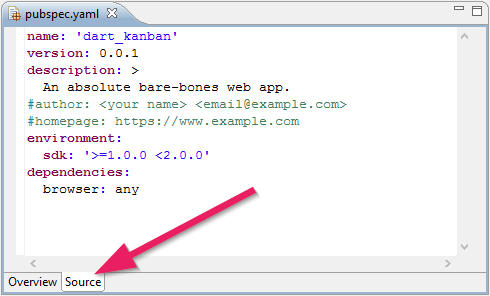 pubspec.yaml
name: 'dart_kanban'
version: 0.0.1
description: >
  An absolute bare-bones web app.
#author: <your name> <email@example.com>
#homepage: https://www.example.com
environment:
  sdk: '>=1.0.0 <2.0.0'
dependencies:
  browser: any
Overview Source